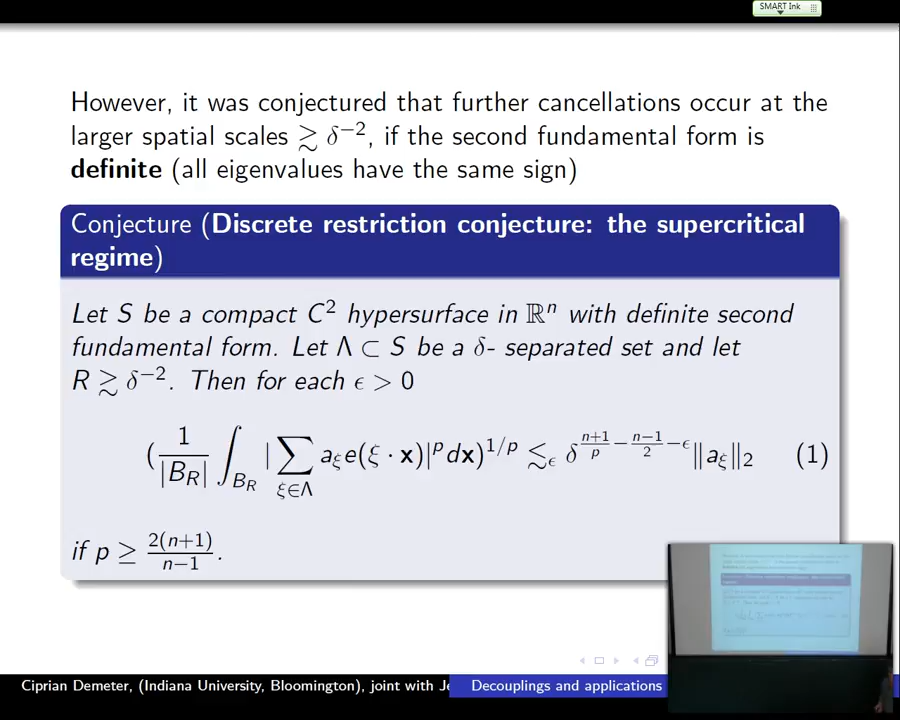 SMART Ink
However, it was conjectured that further cancellations occur at the
larger spatial scales ≳ δ⁻², if the second fundamental form is
definite (all eigenvalues have the same sign)
Conjecture (Discrete restriction conjecture: the supercritical
regime)
Let S be a compact C² hypersurface in ℝⁿ with definite second
fundamental form. Let Λ ⊂ S be a δ- separated set and let
R ≳ δ⁻². Then for each ϵ > 0
(1/|B_R| ∫_{B_R} | ∑_{ξ∈Λ} a_ξ e(ξ · x)|^p dx)^{1/p} ≲_ϵ δ^{(n+1)/p − (n−1)/2 − ϵ} ‖a_ξ‖₂ (1)
if p ≥ 2(n+1)/(n−1).
Ciprian Demeter, (Indiana University, Bloomington), joint with Je
Decouplings and applications